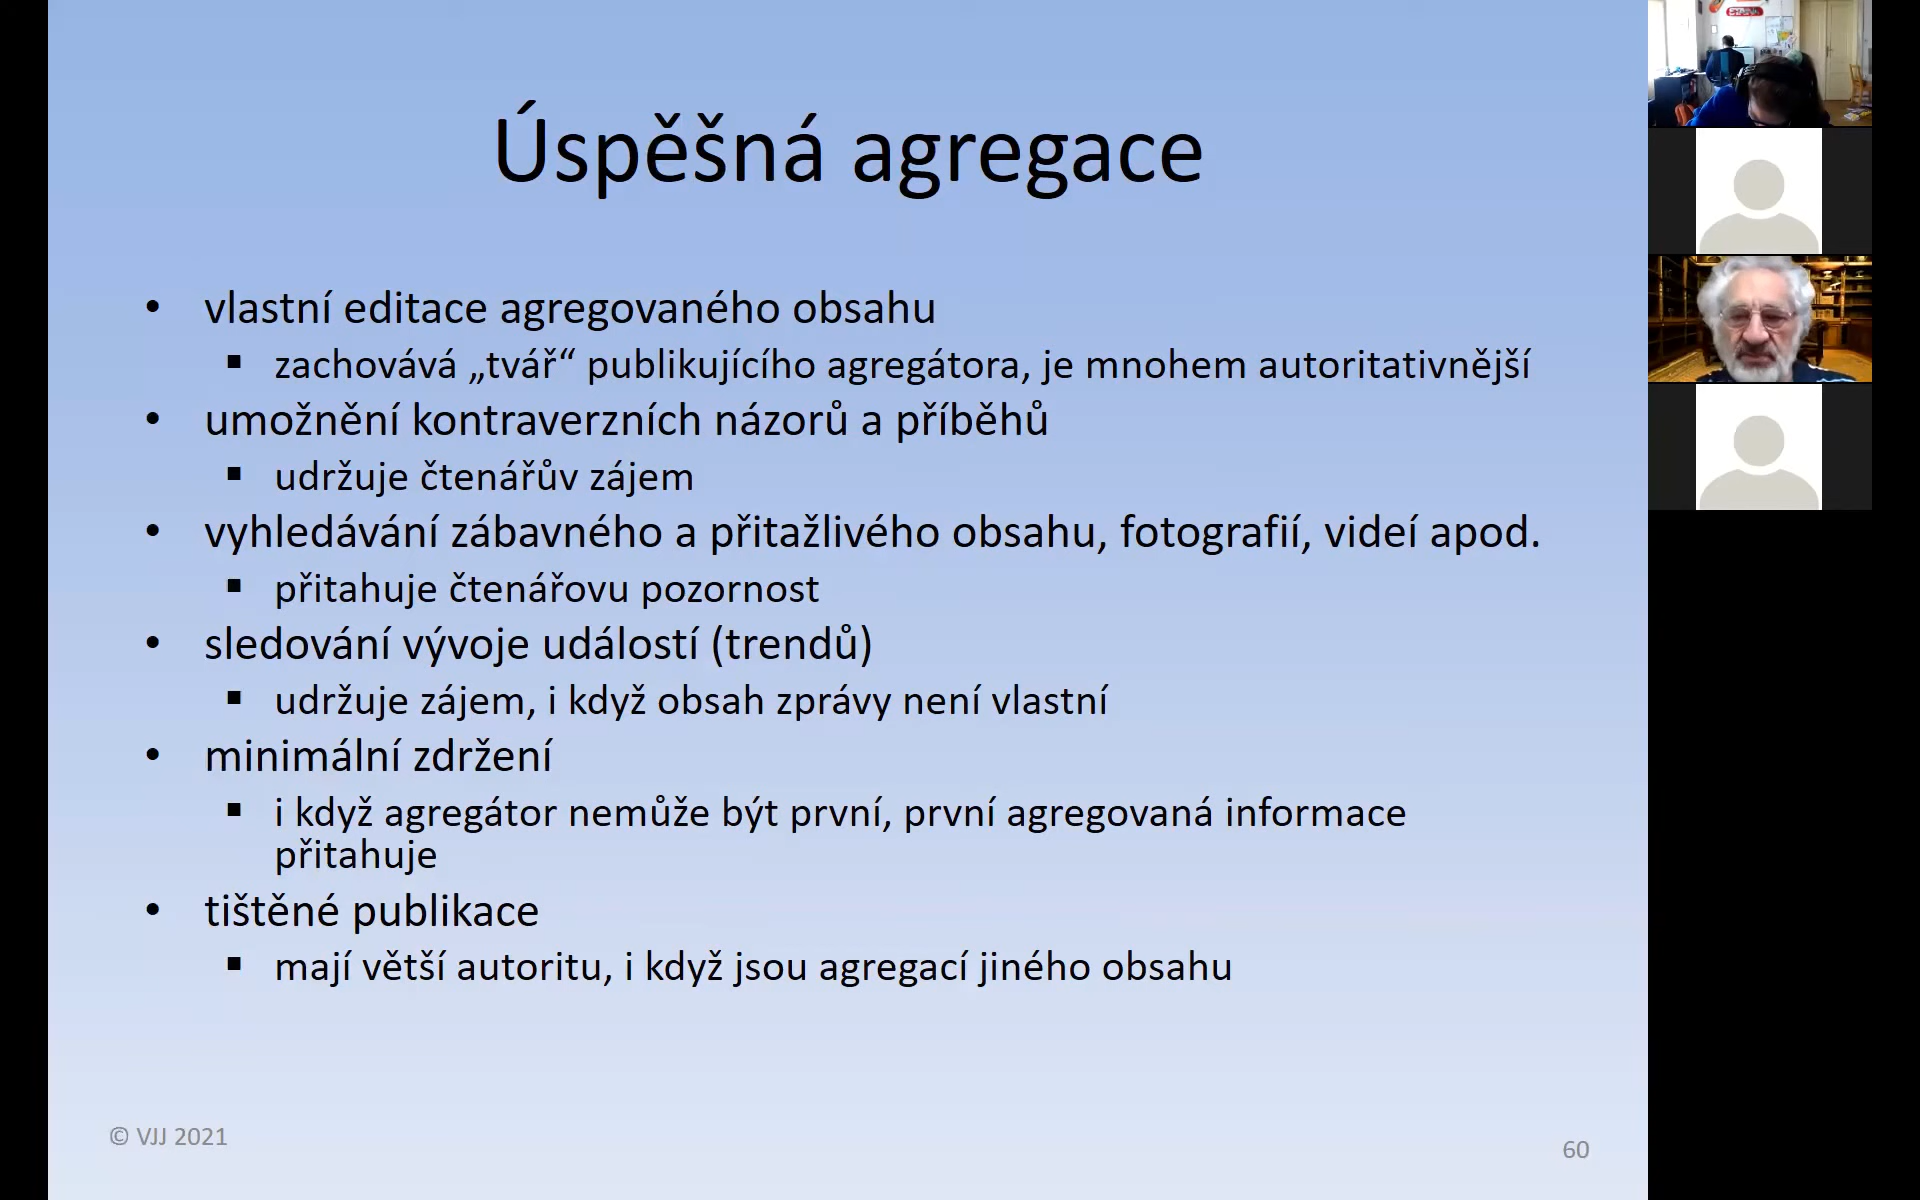 Úspěšná agregace
• vlastní editace agregovaného obsahu
▪ zachovává „tvář“ publikujícího agregátora, je mnohem autoritativnější
• umožnění kontraverzních názorů a příběhů
▪ udržuje čtenářův zájem
• vyhledávání zábavného a přitažlivého obsahu, fotografií, videí apod.
▪ přitahuje čtenářovu pozornost
• sledování vývoje událostí (trendů)
▪ udržuje zájem, i když obsah zprávy není vlastní
• minimální zdržení
▪ i když agregátor nemůže být první, první agregovaná informace
přitahuje
• tištěné publikace
▪ mají větší autoritu, i když jsou agregací jiného obsahu
© VJJ 2021
60